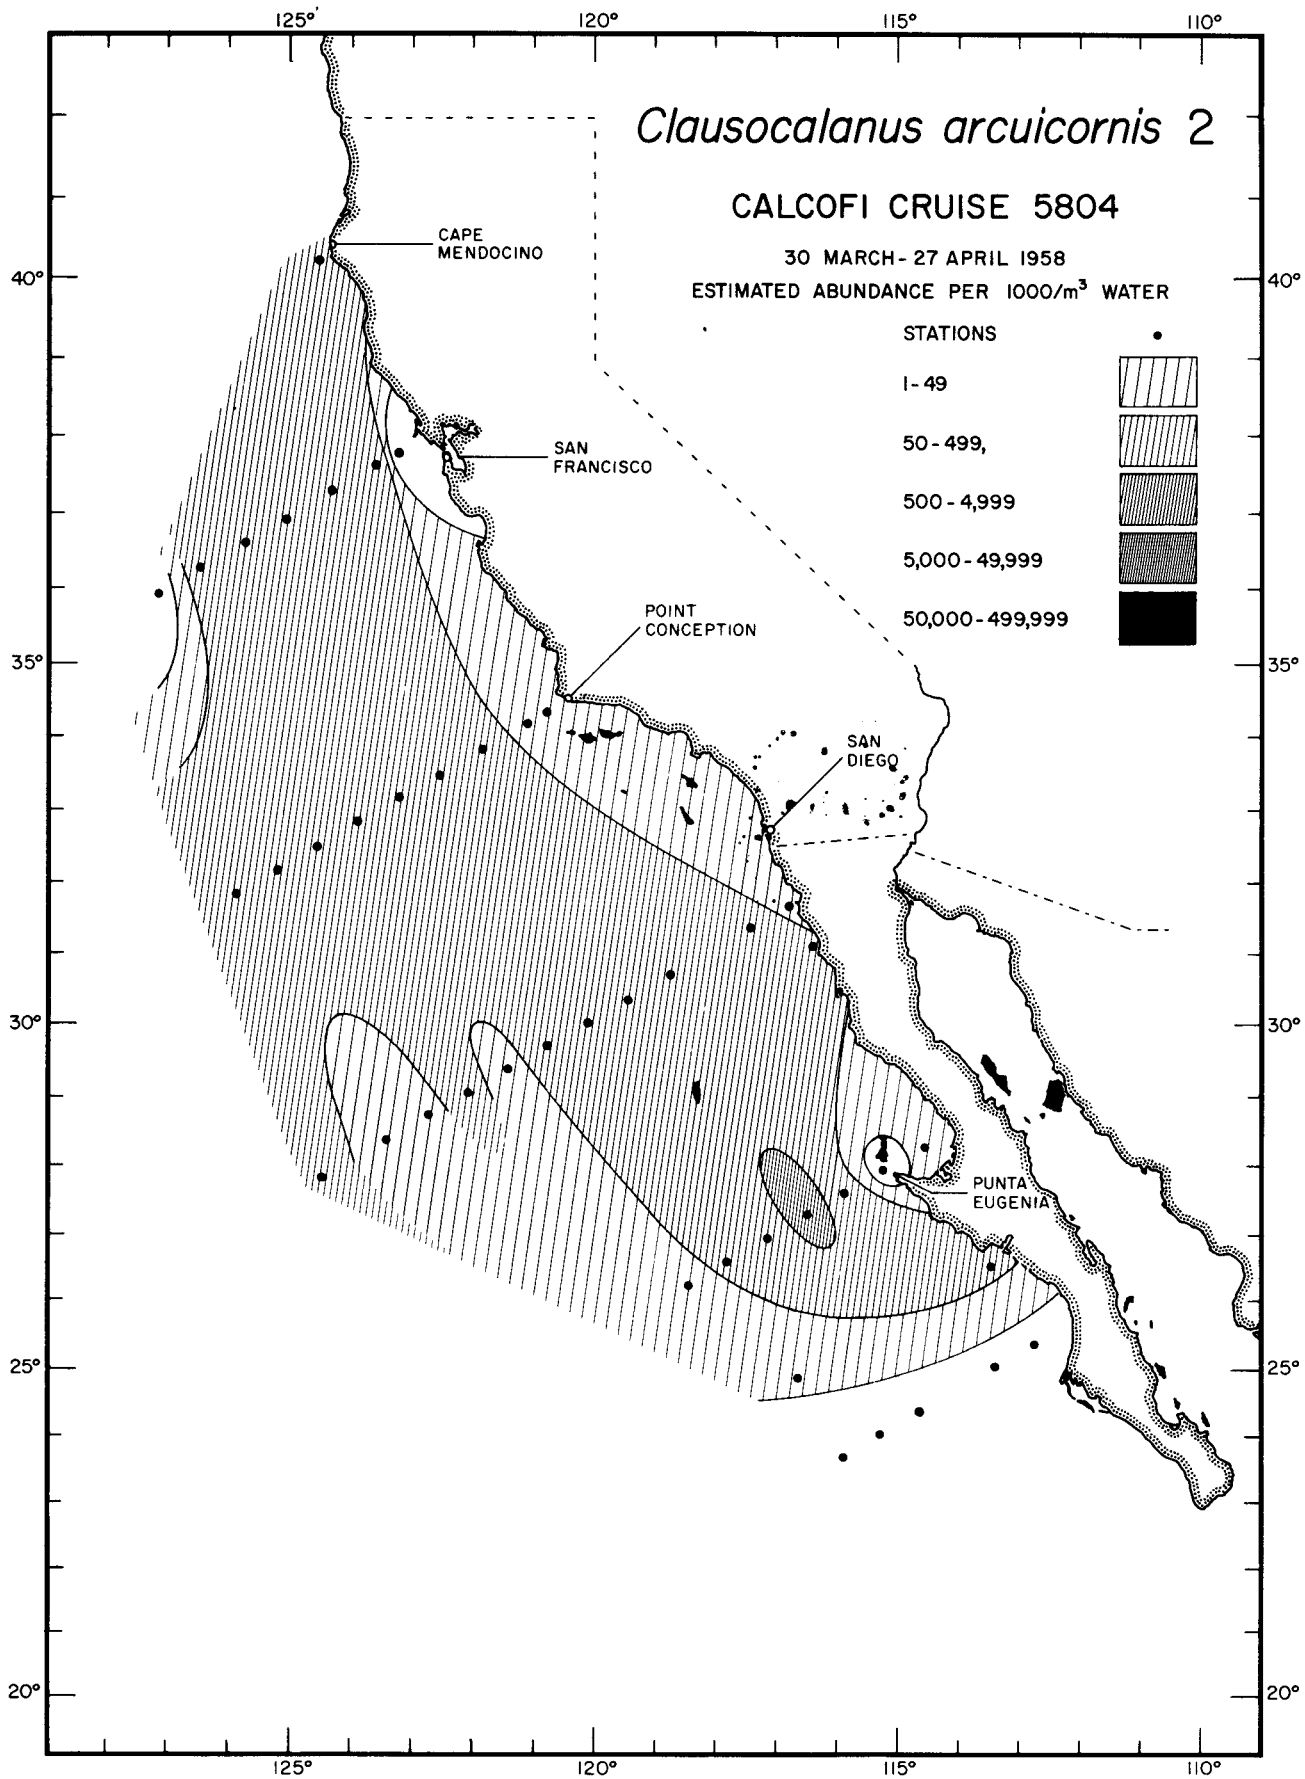 125° 120° 115° 110°
Clausocalanus arcuicornis 2
CALCOFI CRUISE 5804
30 MARCH - 27 APRIL 1958
ESTIMATED ABUNDANCE PER 1000/m³ WATER
STATIONS
1-49
50-499,
500-4,999
5,000-49,999
50,000-499,999
CAPE
MENDOCINO
40° 40°
SAN
FRANCISCO
POINT
CONCEPTION
35° 35°
SAN
DIEGO
30° 30°
PUNTA
EUGENIA
25° 25°
20° 20°
125° 120° 115° 110°